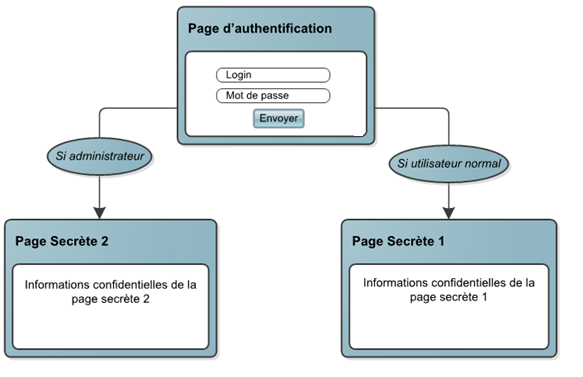 Page d'authentification
Login
Mot de passe
Envoyer
Si administrateur
Si utilisateur normal
Page Secrète 2
Informations confidentielles de la
page secrète 2
Page Secrète 1
Informations confidentielles de la
page secrète 1